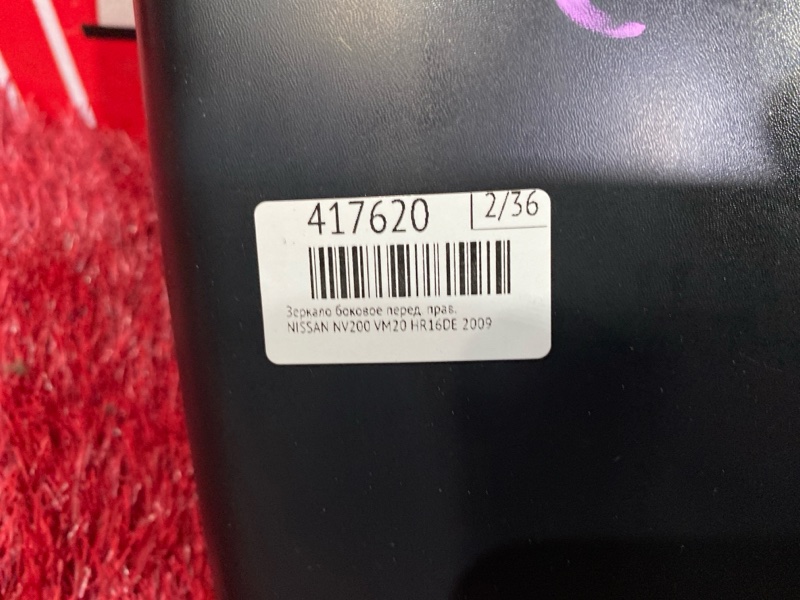 417620 2/36
Зеркало боковое перед. прав.
NISSAN NV200 VM20 HR16DE 2009